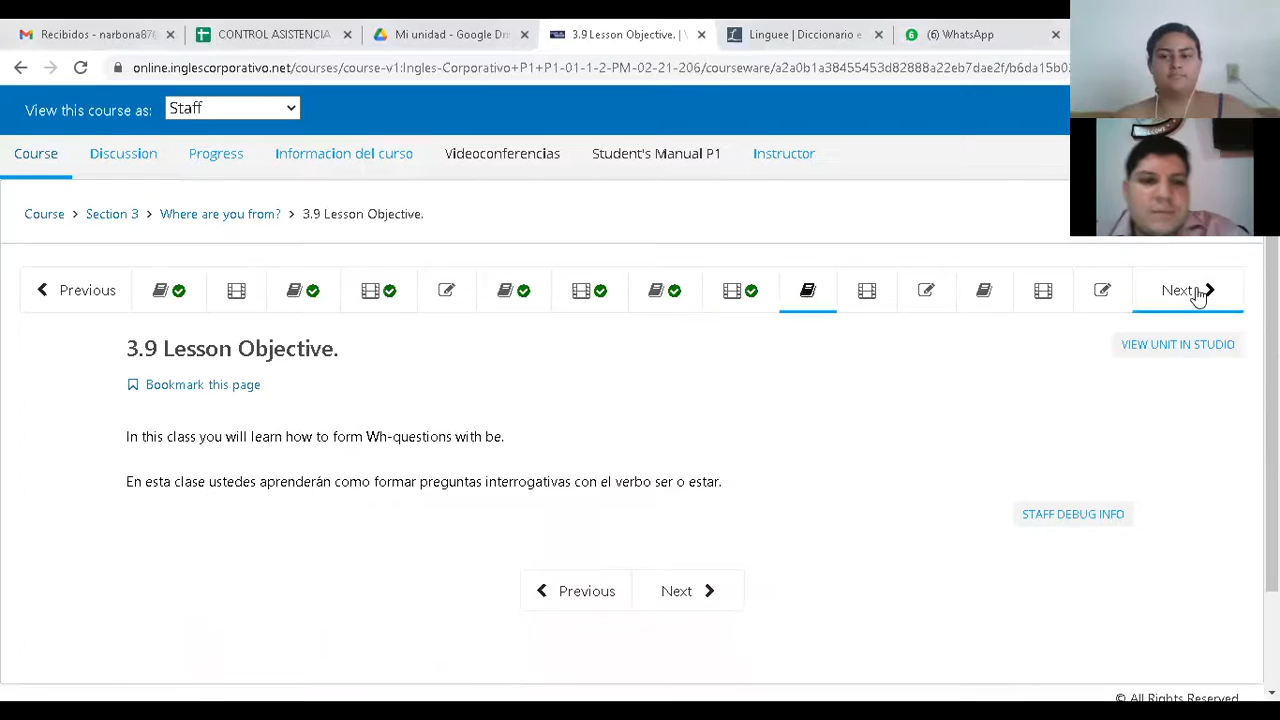 Recibidos - narbona876
CONTROL ASISTENCIA
Mi unidad - Google Dri
3.9 Lesson Objective. |
Linguee | Diccionario e
(6) WhatsApp
online.inglescorporativo.net/courses/course-v1:Ingles-Corporativo+P1+P1-01-1-2-PM-02-21-206/courseware/a2a0b1a38455453d82888a22eb7dae2f/b6da15b03
View this course as: Staff
Course Discussion Progress Informacion del curso Videoconferencias Student's Manual P1 Instructor
Course > Section 3 > Where are you from? > 3.9 Lesson Objective.
Previous Next
3.9 Lesson Objective.
VIEW UNIT IN STUDIO
Bookmark this page
In this class you will learn how to form Wh-questions with be.
En esta clase ustedes aprenderán como formar preguntas interrogativas con el verbo ser o estar.
STAFF DEBUG INFO
Previous Next
© All Rights Reserved